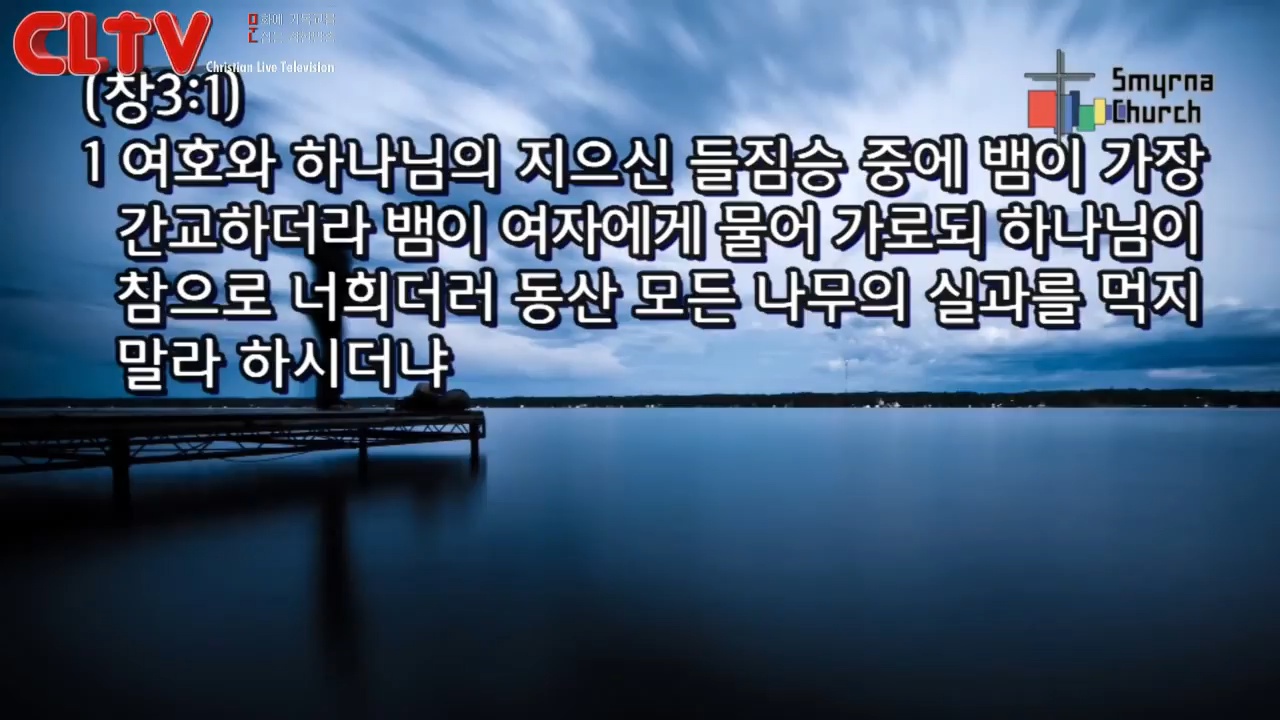 CLTV
Christian Live Television
Smyrna
Church
(창3:1)
1 여호와 하나님의 지으신 들짐승 중에 뱀이 가장
간교하더라 뱀이 여자에게 물어 가로되 하나님이
참으로 너희더러 동산 모든 나무의 실과를 먹지
말라 하시더냐